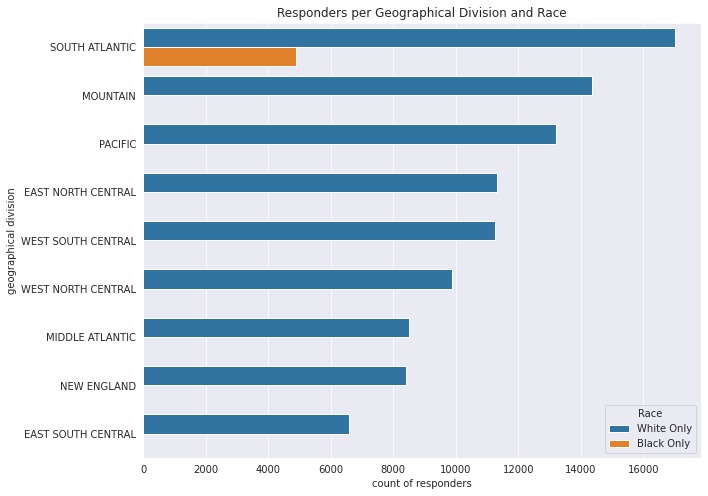 Responders per Geographical Division and Race
geographical division
SOUTH ATLANTIC
MOUNTAIN
PACIFIC
EAST NORTH CENTRAL
WEST SOUTH CENTRAL
WEST NORTH CENTRAL
MIDDLE ATLANTIC
NEW ENGLAND
EAST SOUTH CENTRAL
Race
White Only
Black Only
0 2000 4000 6000 8000 10000 12000 14000 16000
count of responders